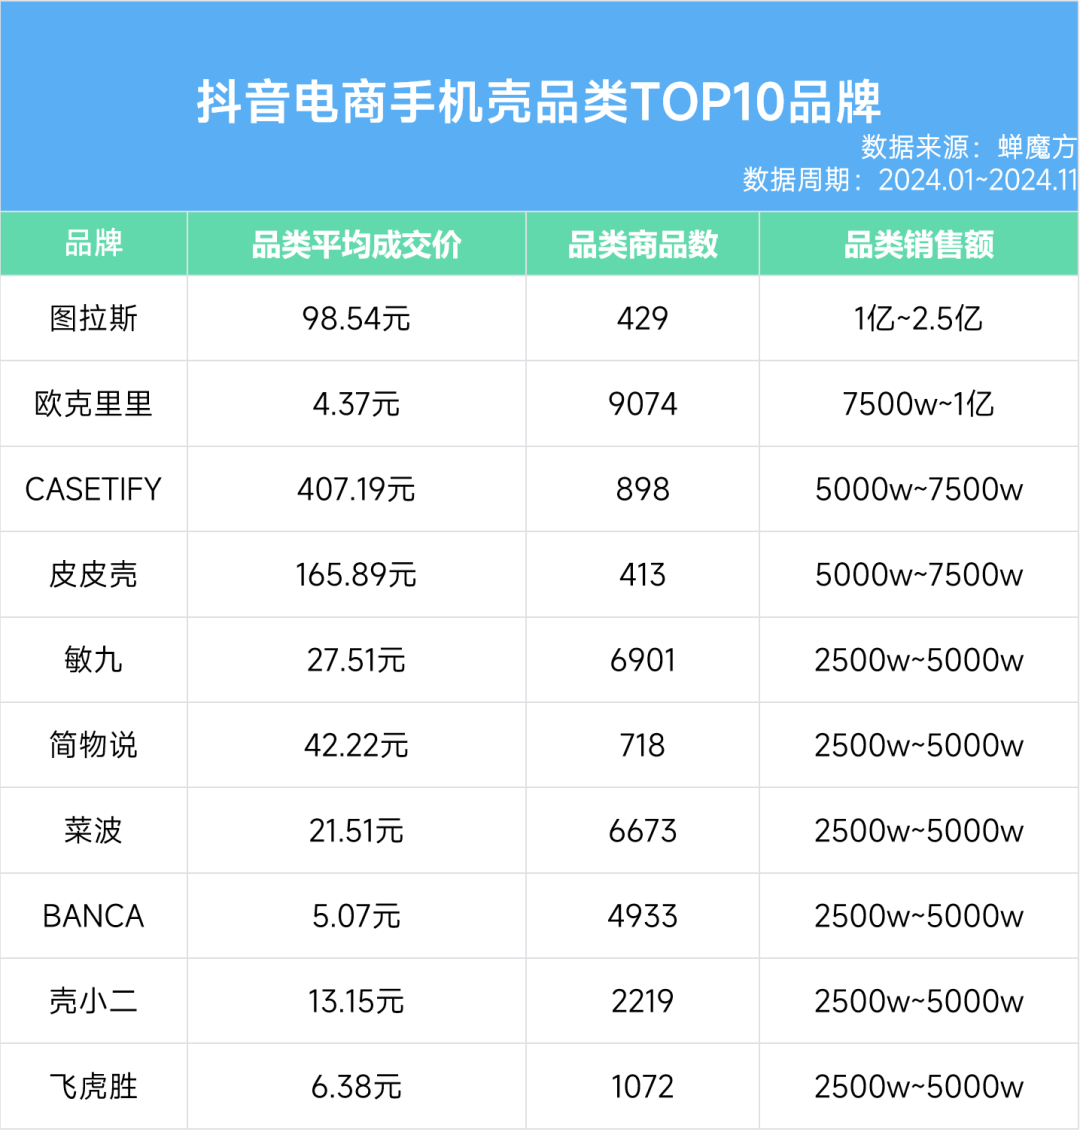 抖音电商手机壳品类TOP10品牌
数据来源：蝉魔方
数据周期：2024.01~2024.11
品牌 品类平均成交价 品类商品数 品类销售额
图拉斯 98.54元 429 1亿~2.5亿
欧克里里 4.37元 9074 7500w~1亿
CASETIFY 407.19元 898 5000w~7500w
皮皮壳 165.89元 413 5000w~7500w
敏九 27.51元 6901 2500w~5000w
简物说 42.22元 718 2500w~5000w
菜波 21.51元 6673 2500w~5000w
BANCA 5.07元 4933 2500w~5000w
壳小二 13.15元 2219 2500w~5000w
飞虎胜 6.38元 1072 2500w~5000w